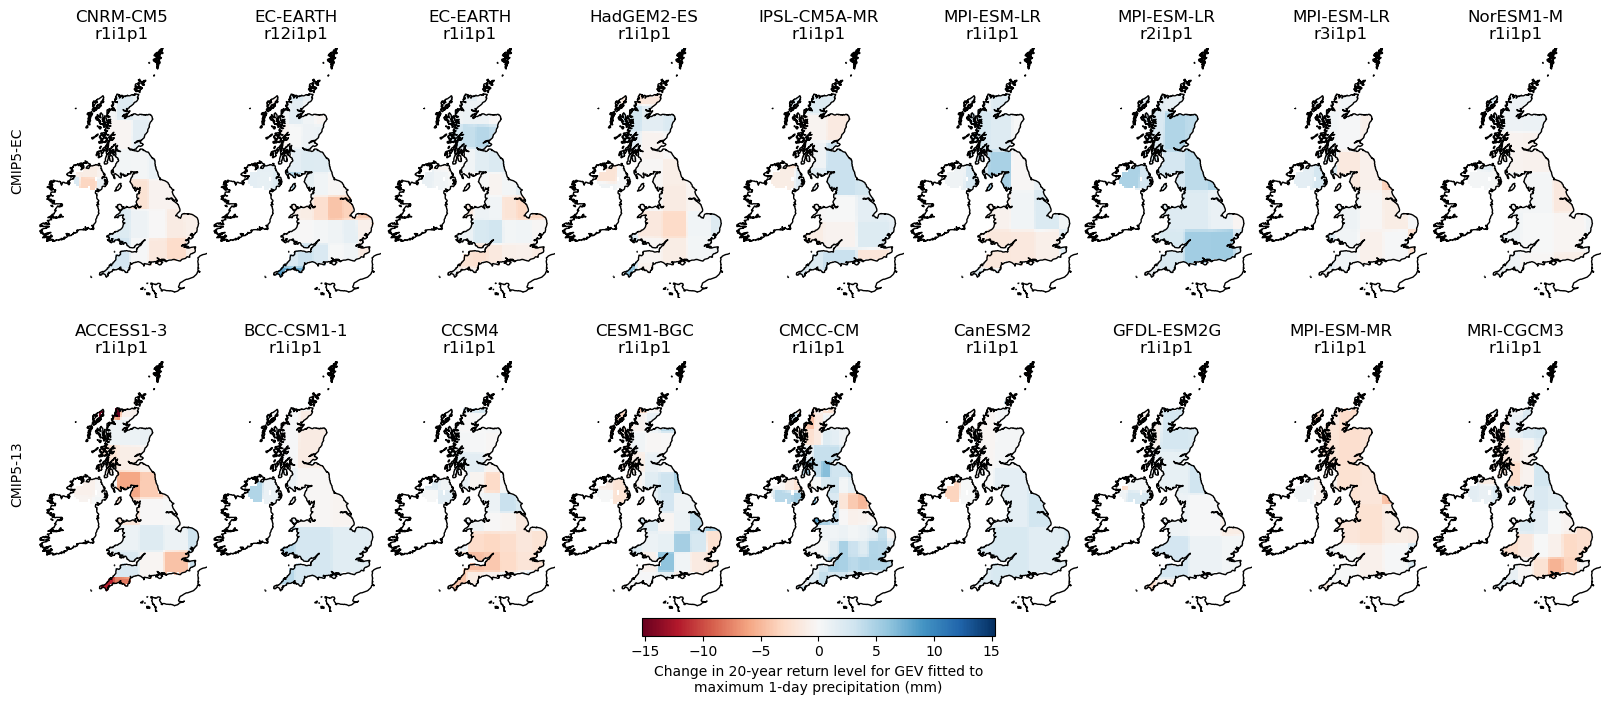 CNRM-CM5
r1i1p1
EC-EARTH
r12i1p1
EC-EARTH
r1i1p1
HadGEM2-ES
r1i1p1
IPSL-CM5A-MR
r1i1p1
MPI-ESM-LR
r1i1p1
MPI-ESM-LR
r2i1p1
MPI-ESM-LR
r3i1p1
NorESM1-M
r1i1p1
CMIP5-EC
ACCESS1-3
r1i1p1
BCC-CSM1-1
r1i1p1
CCSM4
r1i1p1
CESM1-BGC
r1i1p1
CMCC-CM
r1i1p1
CanESM2
r1i1p1
GFDL-ESM2G
r1i1p1
MPI-ESM-MR
r1i1p1
MRI-CGCM3
r1i1p1
CMIP5-13
−15 −10 −5 0 5 10 15
Change in 20-year return level for GEV fitted to
maximum 1-day precipitation (mm)